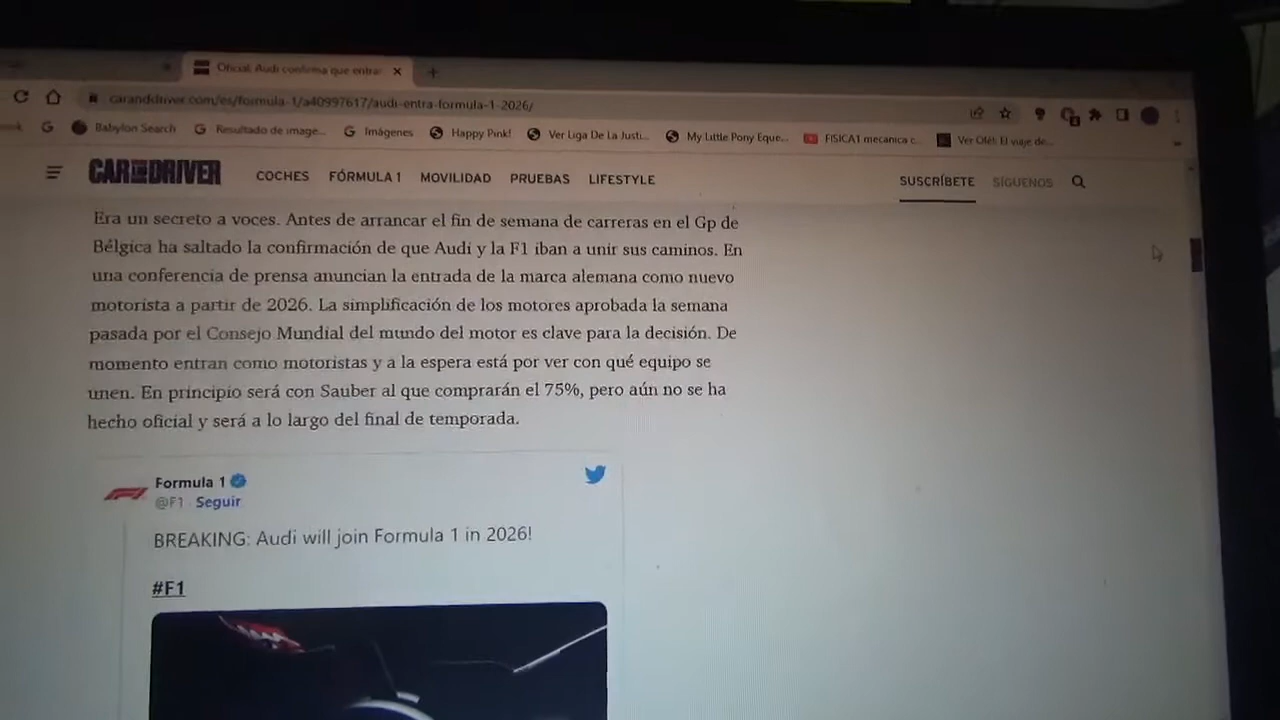 Oficial: Audi confirma que entra
caranddriver.com/es/formula-1/a40997617/audi-entra-formula-1-2026/
Babylon Search
Resultado de image...
Imágenes
Happy Pink!
Ver Liga De La Justi...
My Little Pony Eque...
FISICA1 mecanica c...
Ver Olé!: El viaje de...
CAR AND DRIVER
COCHES FÓRMULA 1 MOVILIDAD PRUEBAS LIFESTYLE
SUSCRÍBETE SÍGUENOS
Era un secreto a voces. Antes de arrancar el fin de semana de carreras en el Gp de
Bélgica ha saltado la confirmación de que Audi y la F1 iban a unir sus caminos. En
una conferencia de prensa anuncian la entrada de la marca alemana como nuevo
motorista a partir de 2026. La simplificación de los motores aprobada la semana
pasada por el Consejo Mundial del mundo del motor es clave para la decisión. De
momento entran como motoristas y a la espera está por ver con qué equipo se
unen. En principio será con Sauber al que comprarán el 75%, pero aún no se ha
hecho oficial y será a lo largo del final de temporada.
Formula 1
@F1 · Seguir
BREAKING: Audi will join Formula 1 in 2026!
#F1